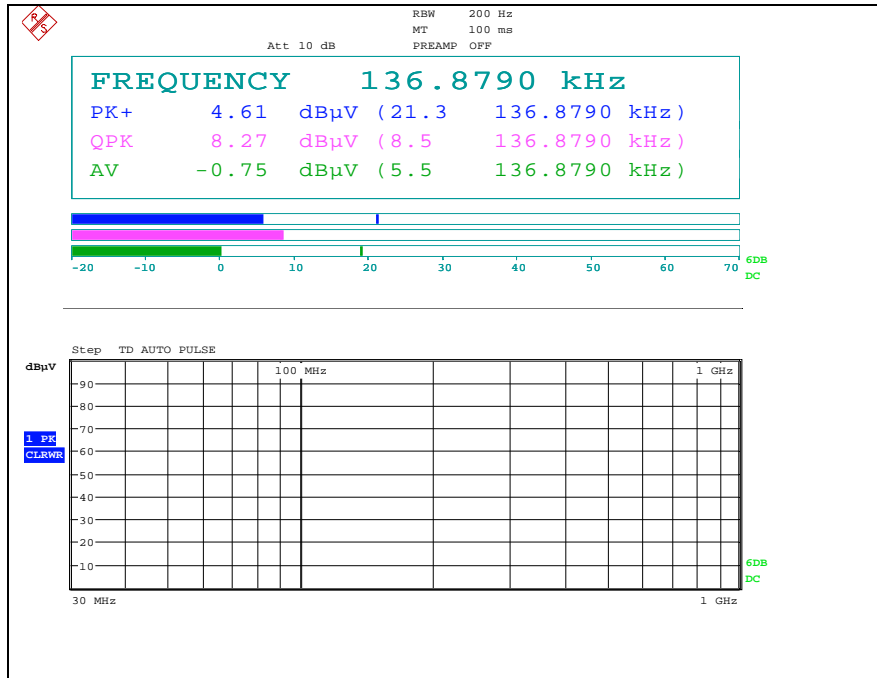 R
S
RBW 200 Hz
MT 100 ms
Att 10 dB PREAMP OFF
FREQUENCY 136.8790 kHz
PK+ 4.61 dBµV (21.3 136.8790 kHz)
QPK 8.27 dBµV (8.5 136.8790 kHz)
AV -0.75 dBµV (5.5 136.8790 kHz)
-20 -10 0 10 20 30 40 50 60 70
6DB
DC
Step TD AUTO PULSE
dBµV
100 MHz 1 GHz
90
80
70
1 PK
CLRWR
60
50
40
30
20
10
6DB
DC
30 MHz 1 GHz